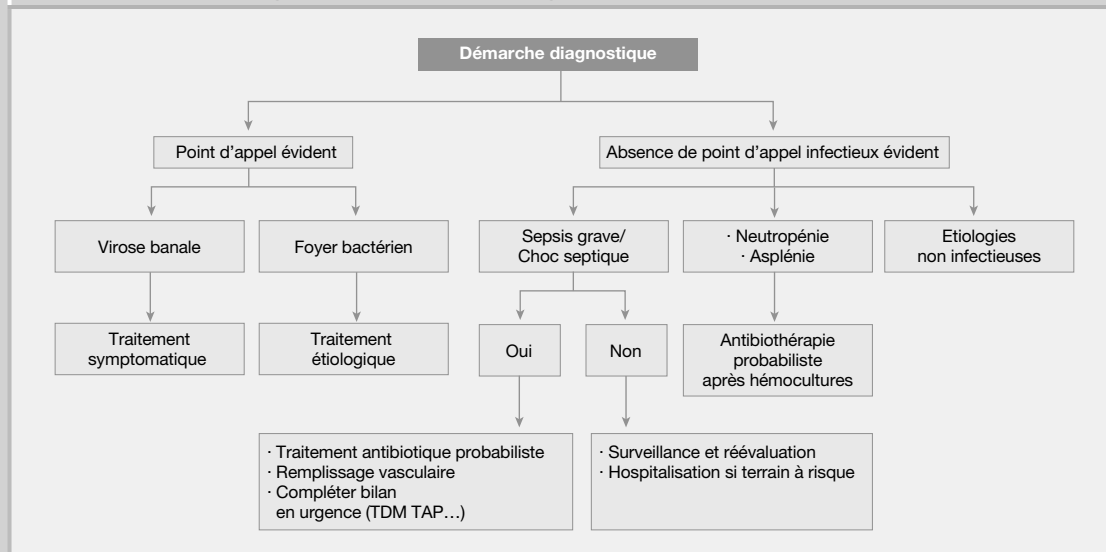 Démarche diagnostique
Point d'appel évident
Absence de point d'appel infectieux évident
Virose banale
Foyer bactérien
Sepsis grave/
Choc septique
· Neutropénie
· Asplénie
Etiologies
non infectieuses
Traitement
symptomatique
Traitement
étiologique
Oui
Non
Antibiothérapie
probabiliste
après hémocultures
· Traitement antibiotique probabiliste
· Remplissage vasculaire
· Compléter bilan
en urgence (TDM TAP…)
· Surveillance et réévaluation
· Hospitalisation si terrain à risque